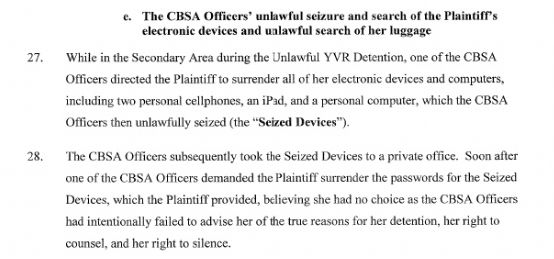 e. The CBSA Officers' unlawful seizure and search of the Plaintiff's
electronic devices and unlawful search of her luggage
27. While in the Secondary Area during the Unlawful YVR Detention, one of the CBSA
Officers directed the Plaintiff to surrender all of her electronic devices and computers,
including two personal cellphones, an iPad, and a personal computer, which the CBSA
Officers then unlawfully seized (the "Seized Devices").
28. The CBSA Officers subsequently took the Seized Devices to a private office. Soon after
one of the CBSA Officers demanded the Plaintiff surrender the passwords for the Seized
Devices, which the Plaintiff provided, believing she had no choice as the CBSA Officers
had intentionally failed to advise her of the true reasons for her detention, her right to
counsel, and her right to silence.